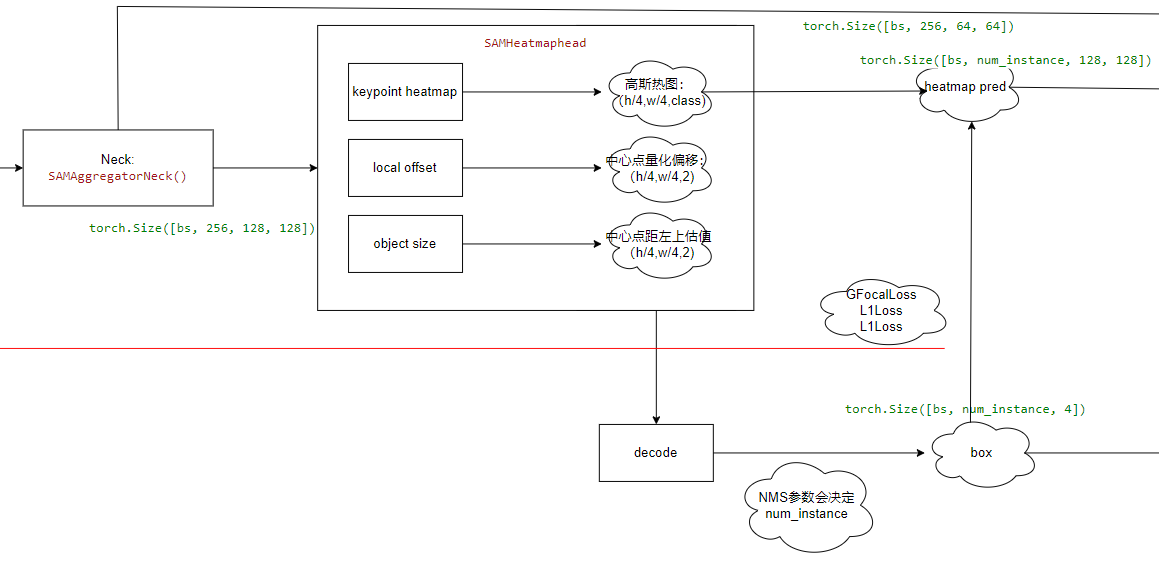 torch.Size([bs, 256, 64, 64])
SAMHeatmaphead
torch.Size([bs, num_instance, 128, 128])
keypoint heatmap
高斯热图：
（h/4,w/4,class)
heatmap pred
Neck:
SAMAggregatorNeck()
local offset
中心点量化偏移：
（h/4,w/4,2)
torch.Size([bs, 256, 128, 128])
object size
中心点距左上估值
（h/4,w/4,2)
GFocalLoss
L1Loss
L1Loss
torch.Size([bs, num_instance, 4])
decode
box
NMS参数会决定
num_instance